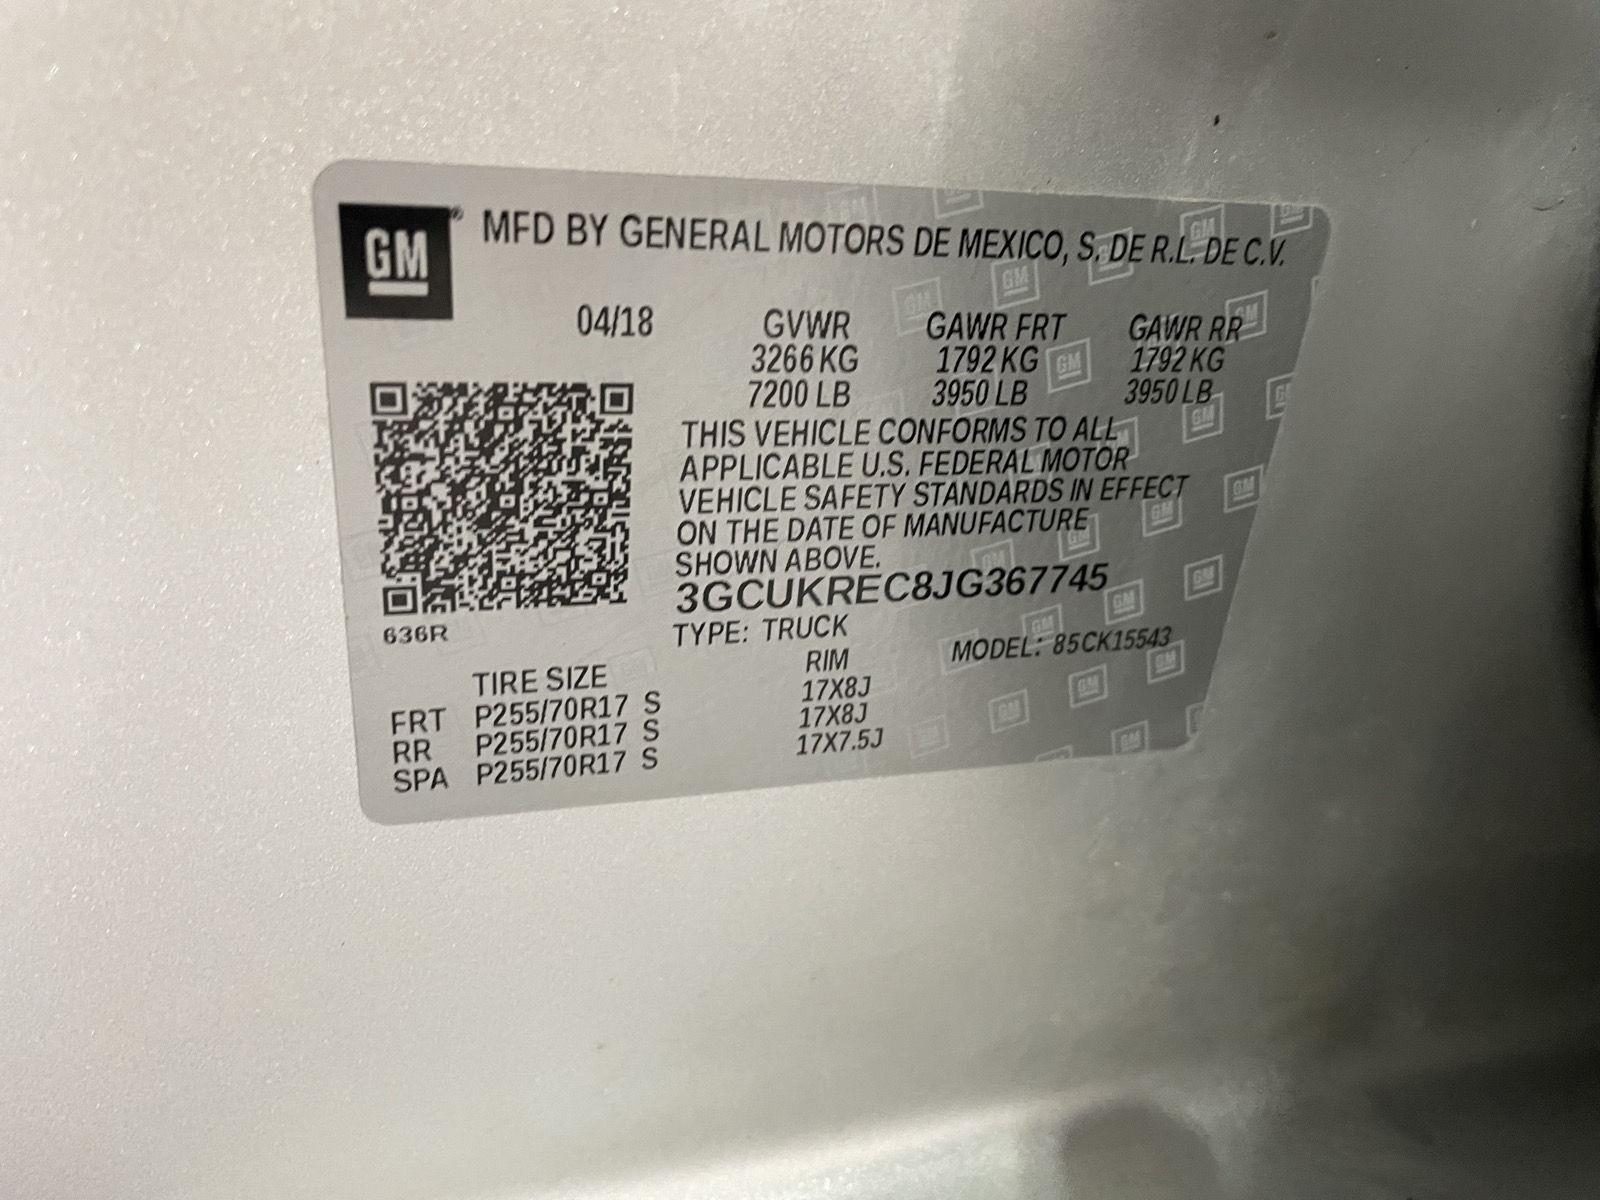 GM® MFD BY GENERAL MOTORS DE MEXICO, S. DE R.L. DE C.V.
04/18 GVWR GAWR FRT GAWR RR
3266 KG 1792 KG 1792 KG
7200 LB 3950 LB 3950 LB
THIS VEHICLE CONFORMS TO ALL
APPLICABLE U.S. FEDERAL MOTOR
VEHICLE SAFETY STANDARDS IN EFFECT
ON THE DATE OF MANUFACTURE
SHOWN ABOVE.
3GCUKREC8JG367745
636R
TYPE: TRUCK MODEL: 85CK15543
TIRE SIZE RIM
FRT P255/70R17 S 17X8J
RR P255/70R17 S 17X8J
SPA P255/70R17 S 17X7.5J